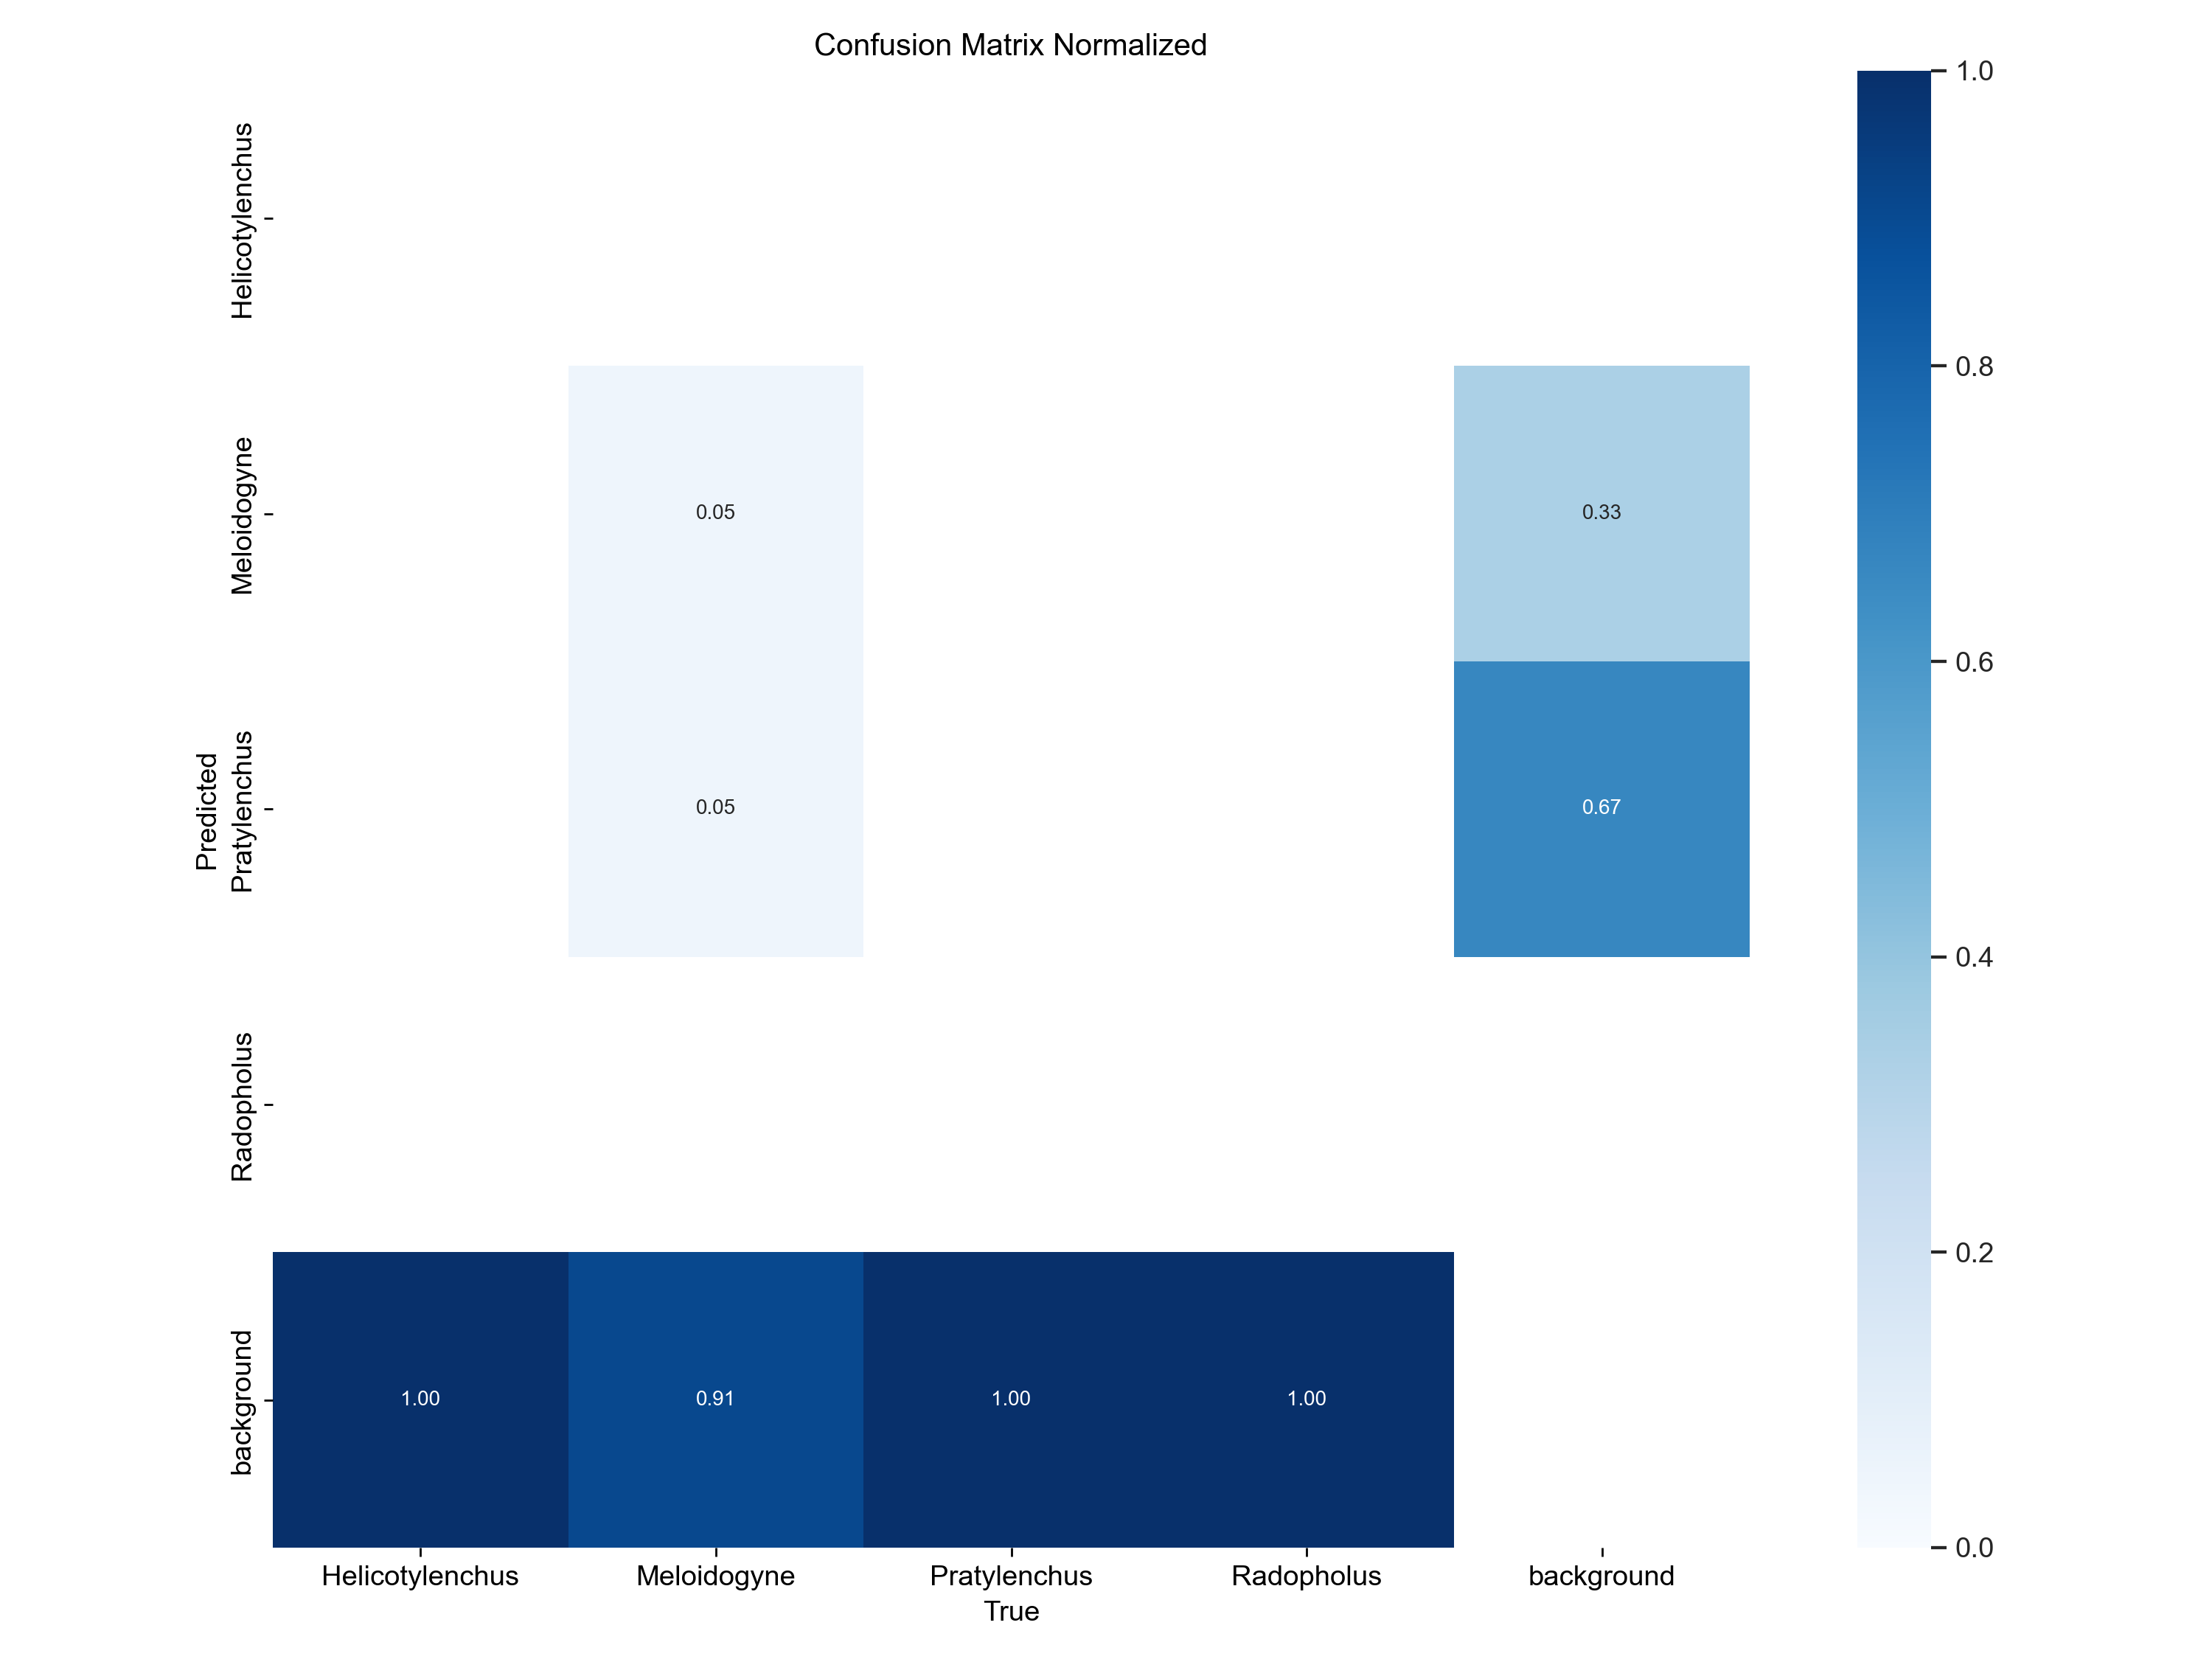 Confusion Matrix Normalized
Predicted
Helicotylenchus
Meloidogyne
0.05
0.33
Pratylenchus
0.05
0.67
Radopholus
background
1.00
0.91
1.00
1.00
Helicotylenchus
Meloidogyne
Pratylenchus
Radopholus
background
True
1.0
0.8
0.6
0.4
0.2
0.0